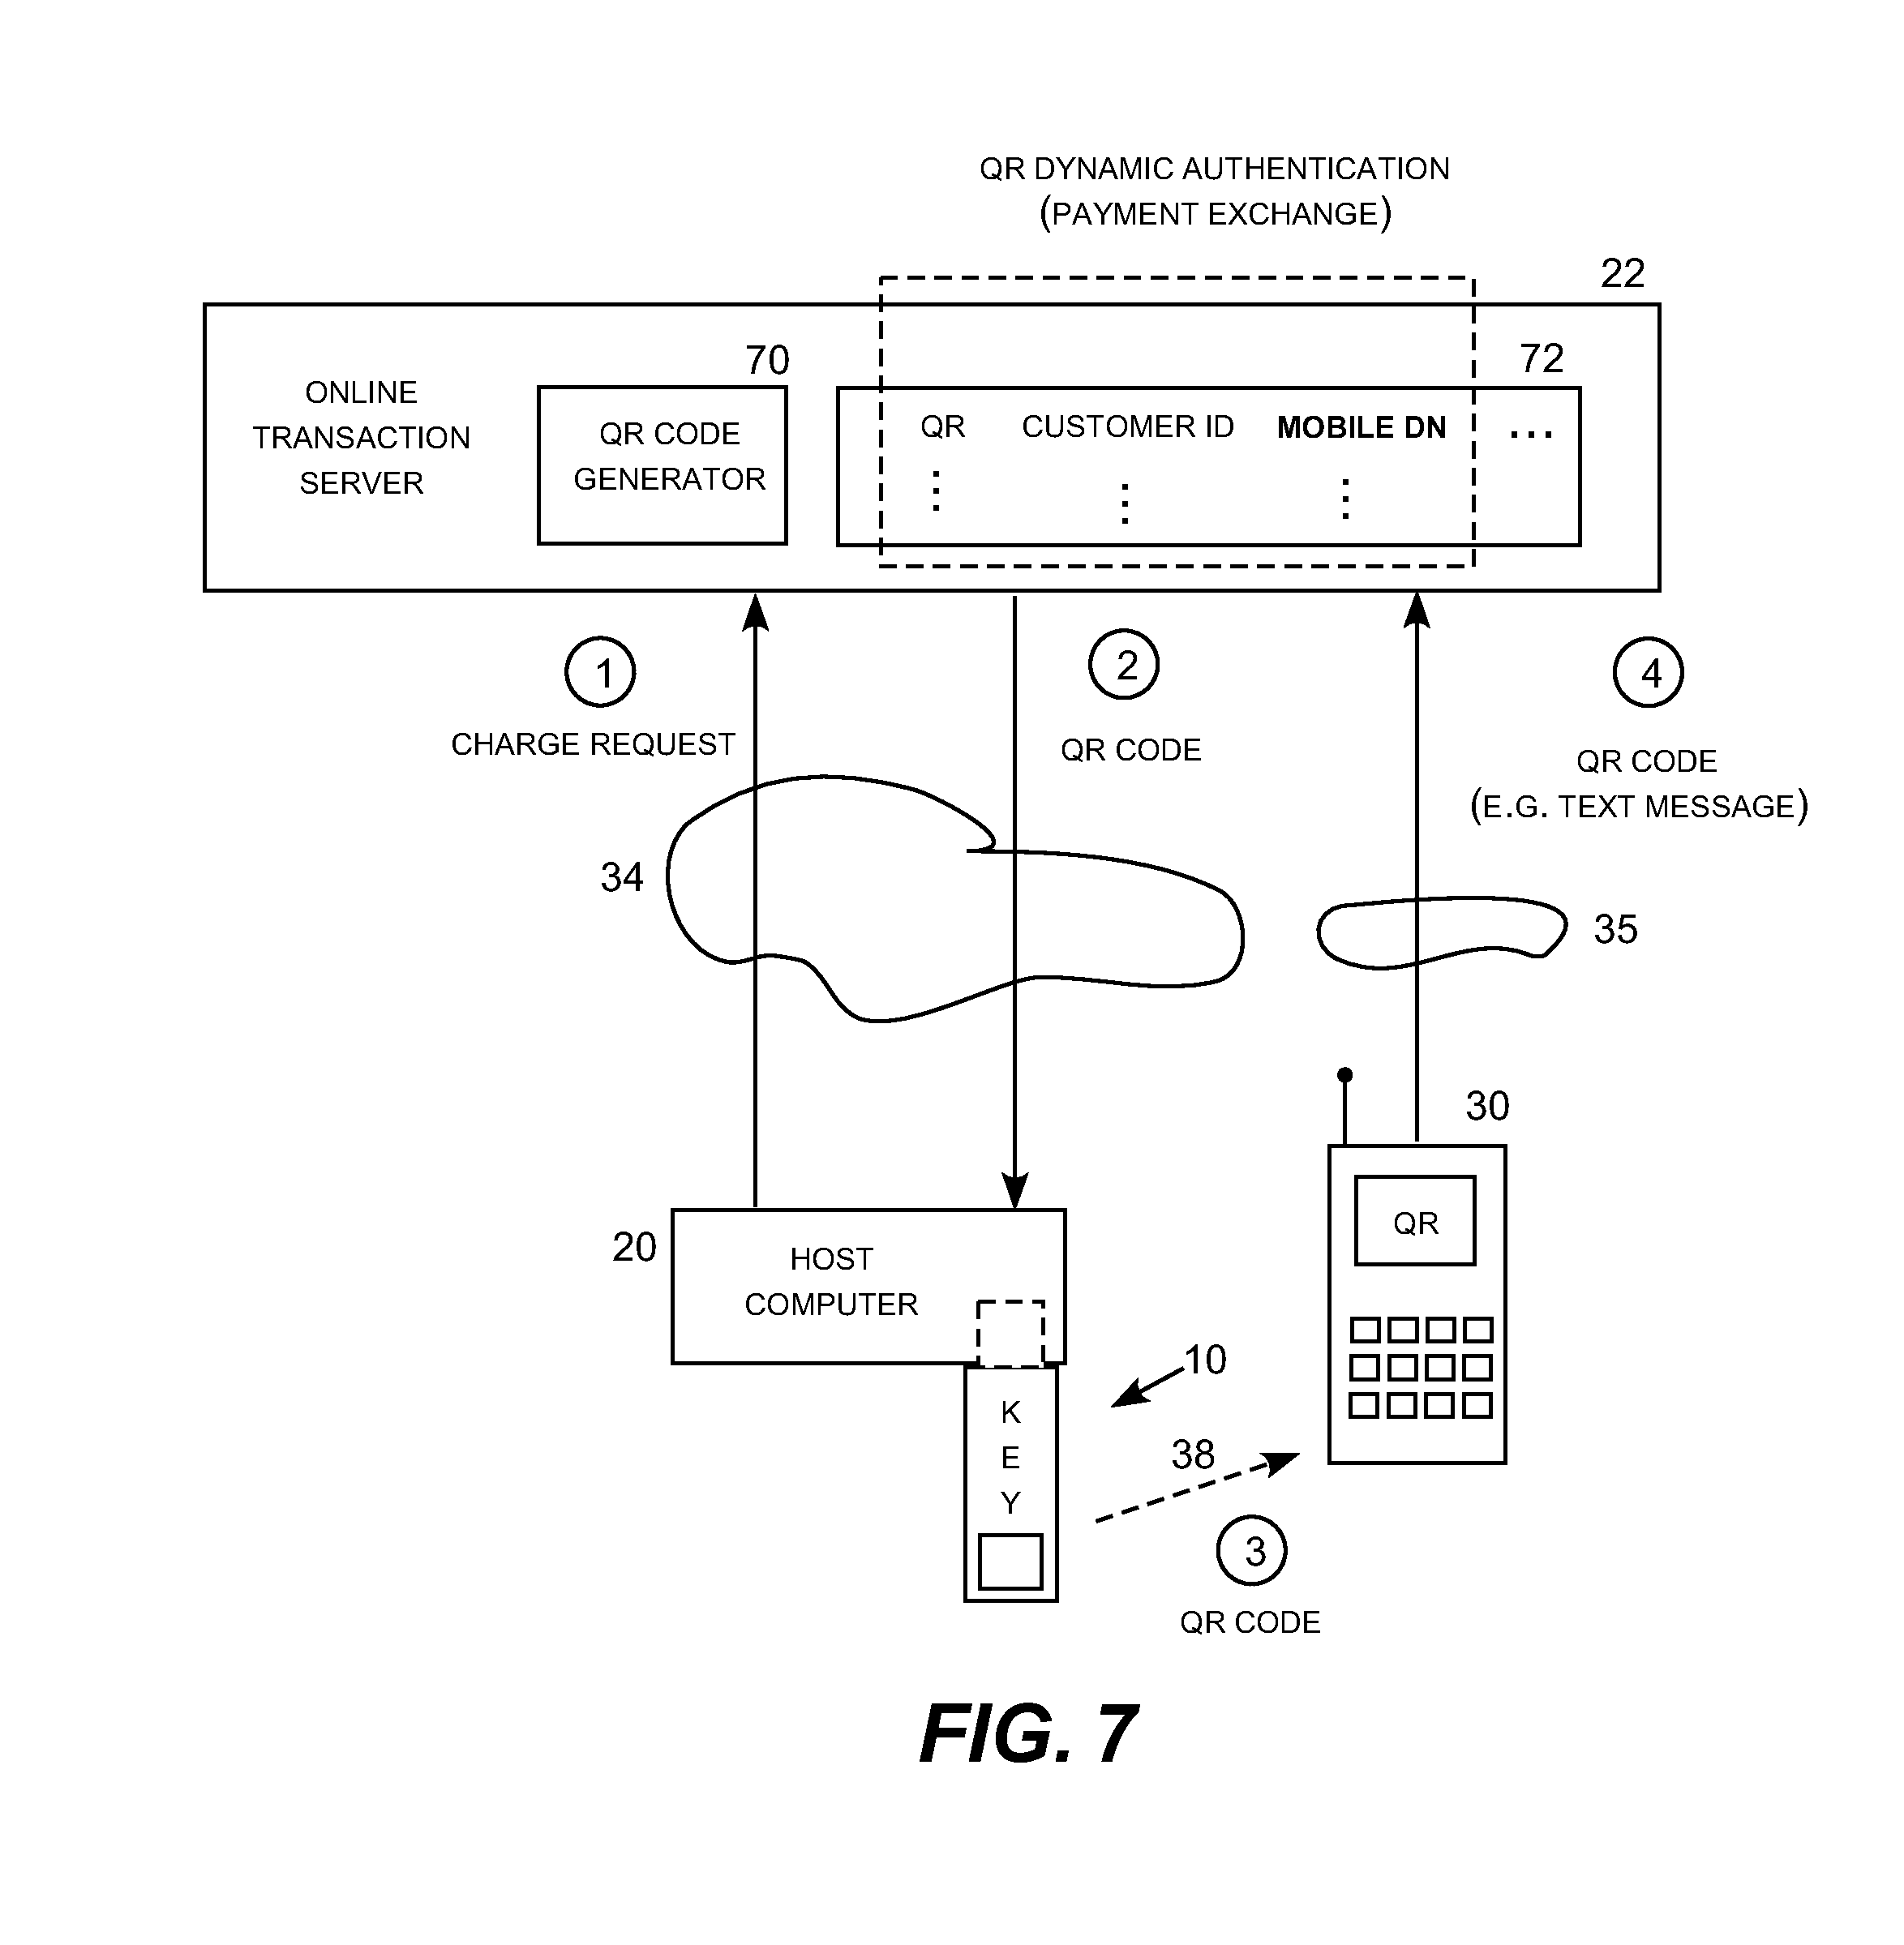 QR DYNAMIC AUTHENTICATION
(PAYMENT EXCHANGE)
22
ONLINE
TRANSACTION
SERVER
70
QR CODE
GENERATOR
72
QR CUSTOMER ID MOBILE DN ...
1
CHARGE REQUEST
2
QR CODE
4
QR CODE
(E.G. TEXT MESSAGE)
34
35
30
QR
20
HOST
COMPUTER
10
K
E
Y
38
3
QR CODE
FIG. 7